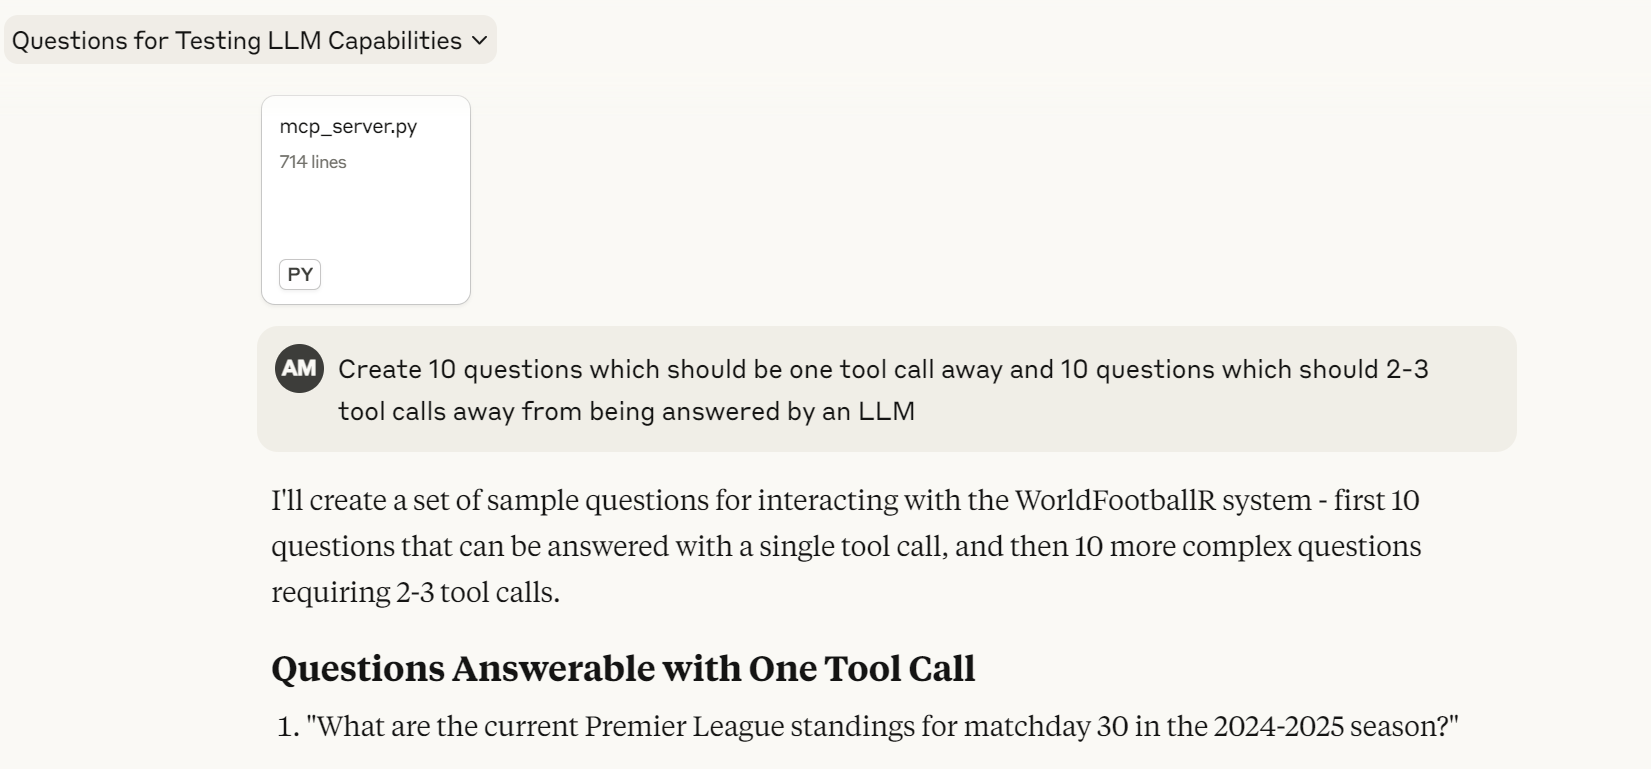 Questions for Testing LLM Capabilities
mcp_server.py
714 lines
PY
AM
Create 10 questions which should be one tool call away and 10 questions which should 2-3
tool calls away from being answered by an LLM
I'll create a set of sample questions for interacting with the WorldFootballR system - first 10
questions that can be answered with a single tool call, and then 10 more complex questions
requiring 2-3 tool calls.
Questions Answerable with One Tool Call
1. "What are the current Premier League standings for matchday 30 in the 2024-2025 season?"